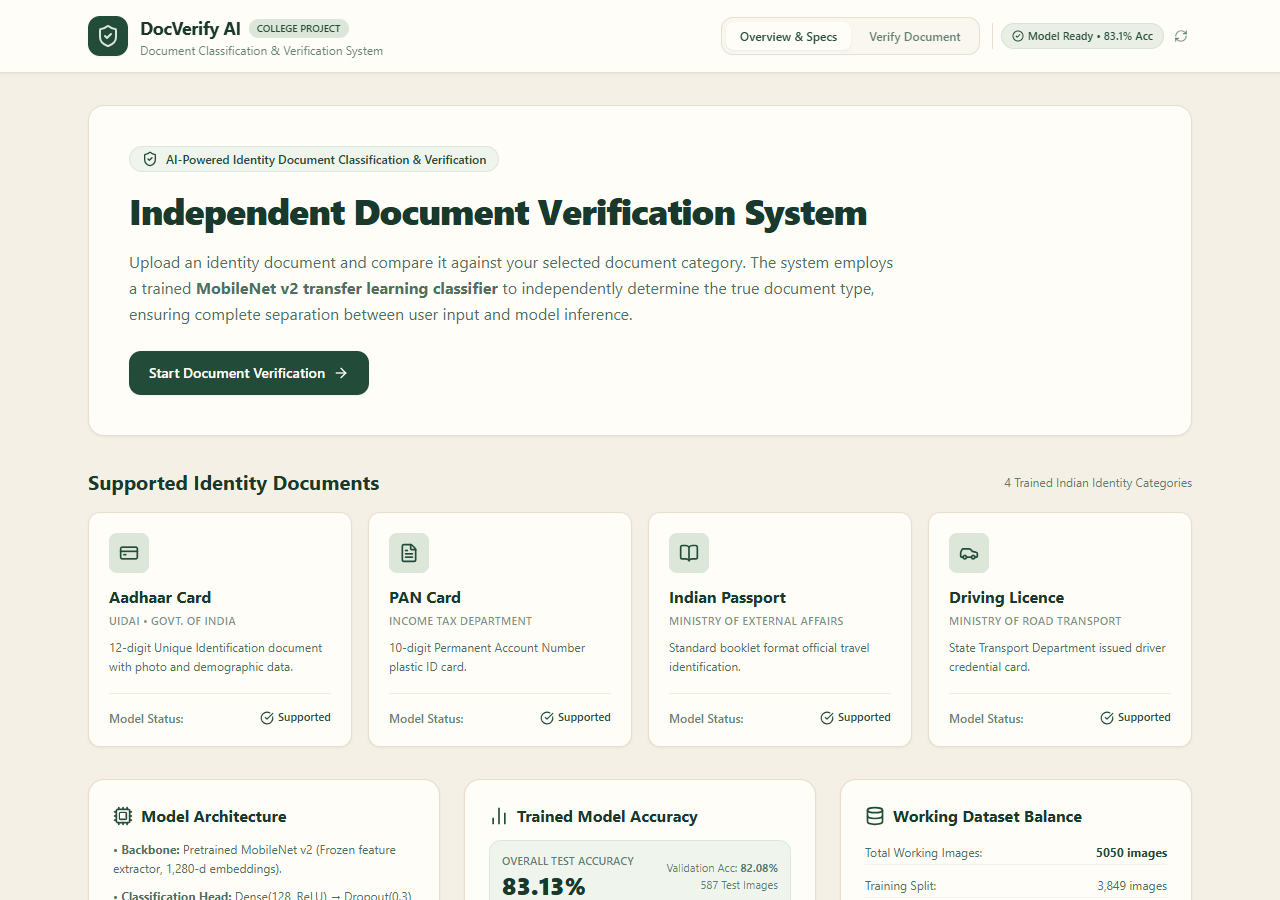 DocVerify AI COLLEGE PROJECT
Document Classification & Verification System
Overview & Specs
Verify Document
Model Ready • 83.1% Acc
AI-Powered Identity Document Classification & Verification
Independent Document Verification System
Upload an identity document and compare it against your selected document category. The system employs
a trained MobileNet v2 transfer learning classifier to independently determine the true document type,
ensuring complete separation between user input and model inference.
Start Document Verification →
Supported Identity Documents
4 Trained Indian Identity Categories
Aadhaar Card
UIDAI • GOVT. OF INDIA
12-digit Unique Identification document
with photo and demographic data.
Model Status: Supported
PAN Card
INCOME TAX DEPARTMENT
10-digit Permanent Account Number
plastic ID card.
Model Status: Supported
Indian Passport
MINISTRY OF EXTERNAL AFFAIRS
Standard booklet format official travel
identification.
Model Status: Supported
Driving Licence
MINISTRY OF ROAD TRANSPORT
State Transport Department issued driver
credential card.
Model Status: Supported
Model Architecture
• Backbone: Pretrained MobileNet v2 (Frozen feature
extractor, 1,280-d embeddings).
• Classification Head: Dense(128, ReLU) → Dropout(0.3)
Trained Model Accuracy
OVERALL TEST ACCURACY
83.13%
Validation Acc: 82.08%
587 Test Images
Working Dataset Balance
Total Working Images: 5050 images
Training Split: 3,849 images